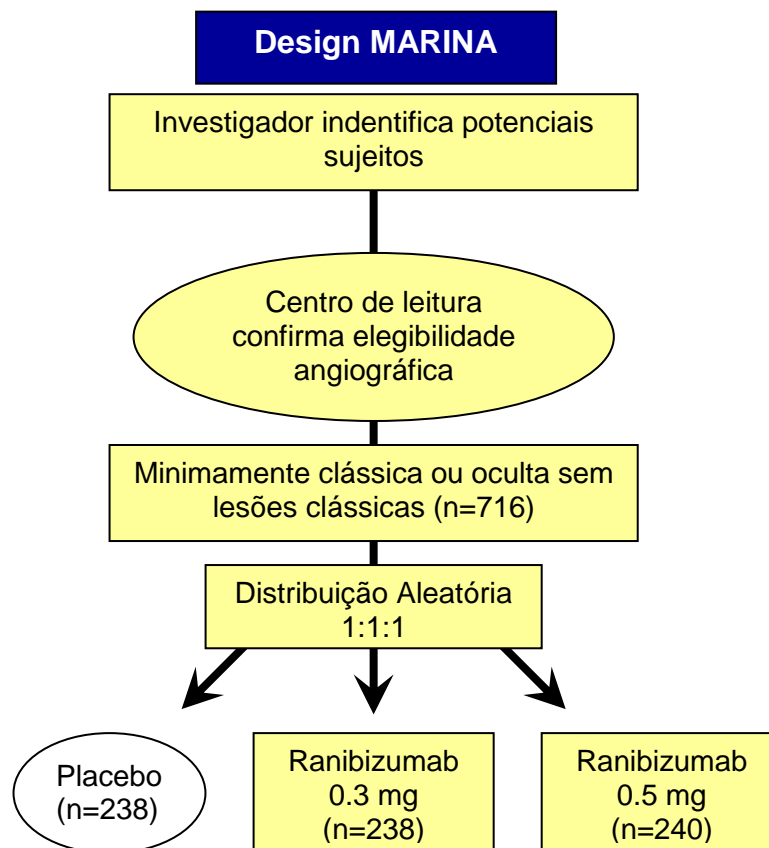 Design MARINA
Investigador indentifica potenciais
sujeitos
Centro de leitura
confirma elegibilidade
angiográfica
Minimamente clássica ou oculta sem
lesões clássicas (n=716)
Distribuição Aleatória
1:1:1
Placebo
(n=238)
Ranibizumab
0.3 mg
(n=238)
Ranibizumab
0.5 mg
(n=240)